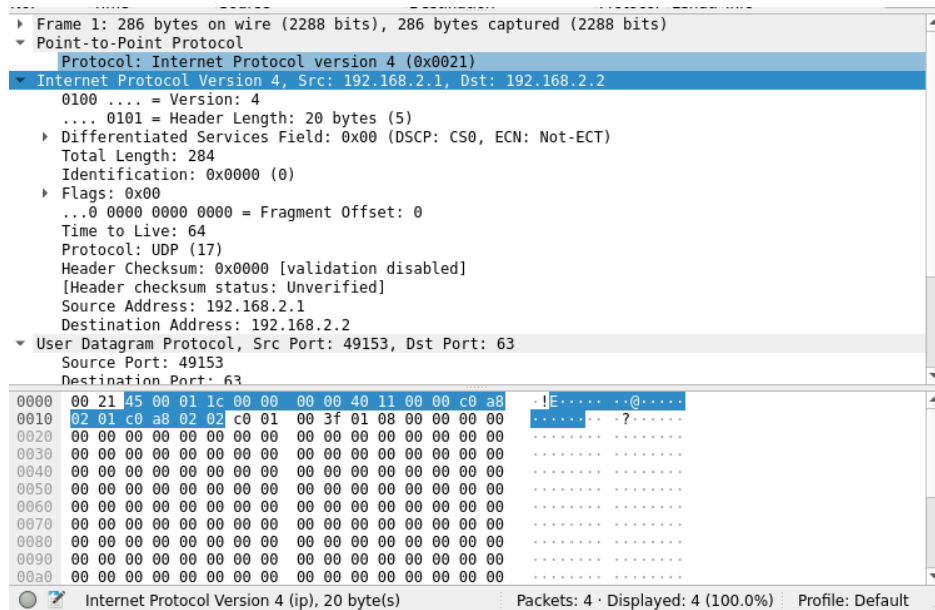 Frame 1: 286 bytes on wire (2288 bits), 286 bytes captured (2288 bits)
Point-to-Point Protocol
Protocol: Internet Protocol version 4 (0x0021)
Internet Protocol Version 4, Src: 192.168.2.1, Dst: 192.168.2.2
0100 .... = Version: 4
.... 0101 = Header Length: 20 bytes (5)
Differentiated Services Field: 0x00 (DSCP: CS0, ECN: Not-ECT)
Total Length: 284
Identification: 0x0000 (0)
Flags: 0x00
...0 0000 0000 0000 = Fragment Offset: 0
Time to Live: 64
Protocol: UDP (17)
Header Checksum: 0x0000 [validation disabled]
[Header checksum status: Unverified]
Source Address: 192.168.2.1
Destination Address: 192.168.2.2
User Datagram Protocol, Src Port: 49153, Dst Port: 63
Source Port: 49153
Destination Port: 63
0000 00 21 45 00 01 1c 00 00 00 00 40 11 00 00 c0 a8 ·!E····· ··@·····
0010 02 01 c0 a8 02 02 c0 01 00 3f 01 08 00 00 00 00 ········ ·?······
0020 00 00 00 00 00 00 00 00 00 00 00 00 00 00 00 00 ········ ········
0030 00 00 00 00 00 00 00 00 00 00 00 00 00 00 00 00 ········ ········
0040 00 00 00 00 00 00 00 00 00 00 00 00 00 00 00 00 ········ ········
0050 00 00 00 00 00 00 00 00 00 00 00 00 00 00 00 00 ········ ········
0060 00 00 00 00 00 00 00 00 00 00 00 00 00 00 00 00 ········ ········
0070 00 00 00 00 00 00 00 00 00 00 00 00 00 00 00 00 ········ ········
0080 00 00 00 00 00 00 00 00 00 00 00 00 00 00 00 00 ········ ········
0090 00 00 00 00 00 00 00 00 00 00 00 00 00 00 00 00 ········ ········
00a0 00 00 00 00 00 00 00 00 00 00 00 00 00 00 00 00 ········ ········
Internet Protocol Version 4 (ip), 20 byte(s) Packets: 4 · Displayed: 4 (100.0%) Profile: Default